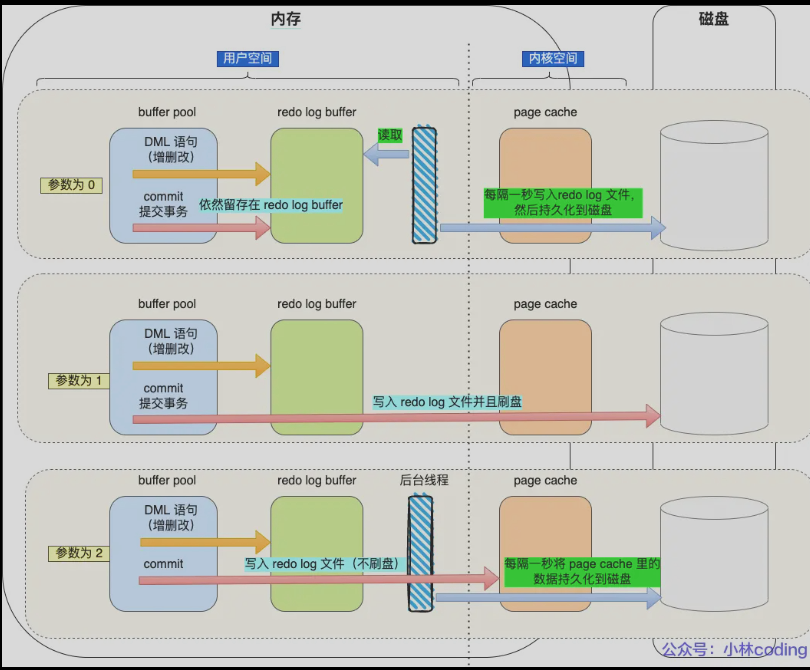 内存
磁盘
用户空间
内核空间
buffer pool
redo log buffer
page cache
DML 语句
（增删改）
读取
参数为 0
commit
提交事务
依然留存在 redo log buffer
每隔一秒写入redo log 文件，
然后持久化到磁盘
buffer pool
redo log buffer
page cache
DML 语句
（增删改）
参数为 1
commit
提交事务
写入 redo log 文件并且刷盘
buffer pool
redo log buffer
后台线程
page cache
DML 语句
（增删改）
参数为 2
commit
写入 redo log 文件（不刷盘）
每隔一秒将 page cache 里的
数据持久化到磁盘
公众号：小林coding